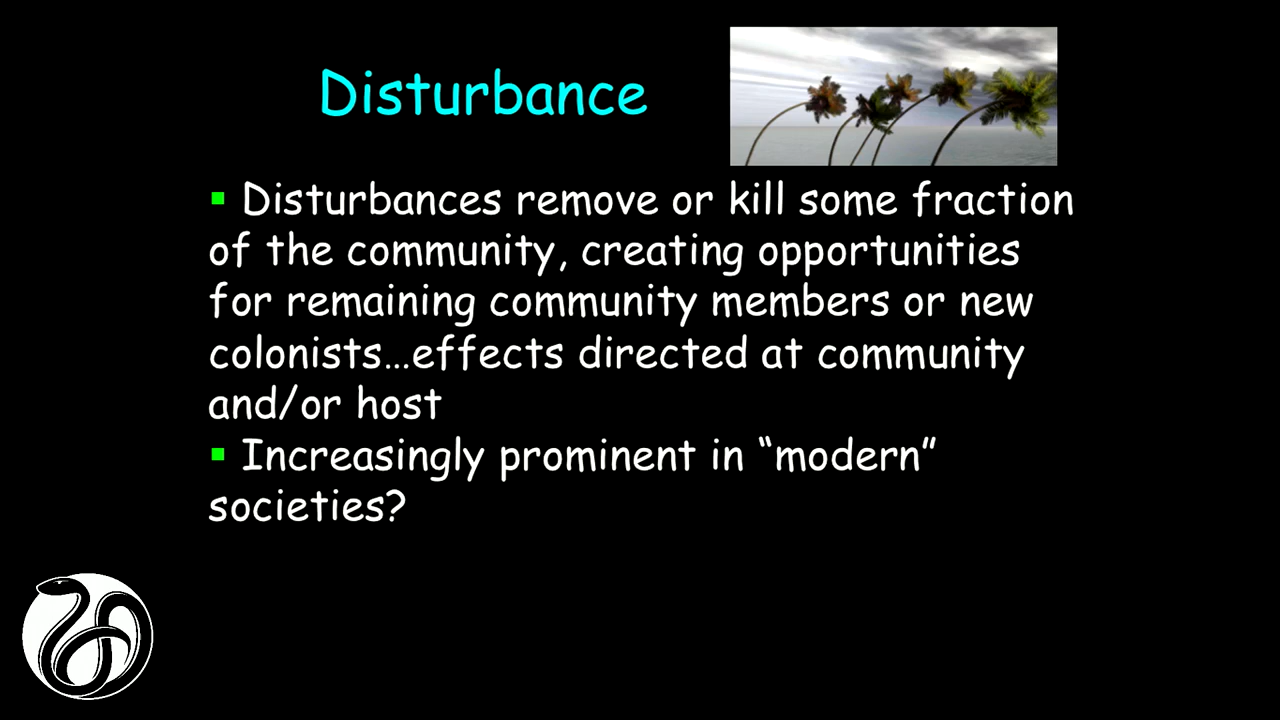 Disturbance
▪ Disturbances remove or kill some fraction
of the community, creating opportunities
for remaining community members or new
colonists…effects directed at community
and/or host
▪ Increasingly prominent in “modern”
societies?